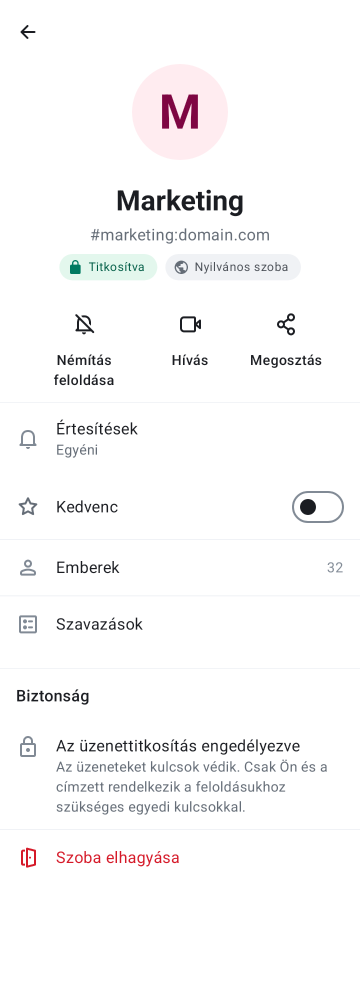 M
Marketing
#marketing:domain.com
Titkosítva
Nyilvános szoba
Némítás
feloldása
Hívás
Megosztás
Értesítések
Egyéni
Kedvenc
Emberek
32
Szavazások
Biztonság
Az üzenettitkosítás engedélyezve
Az üzeneteket kulcsok védik. Csak Ön és a
címzett rendelkezik a feloldásukhoz
szükséges egyedi kulcsokkal.
Szoba elhagyása